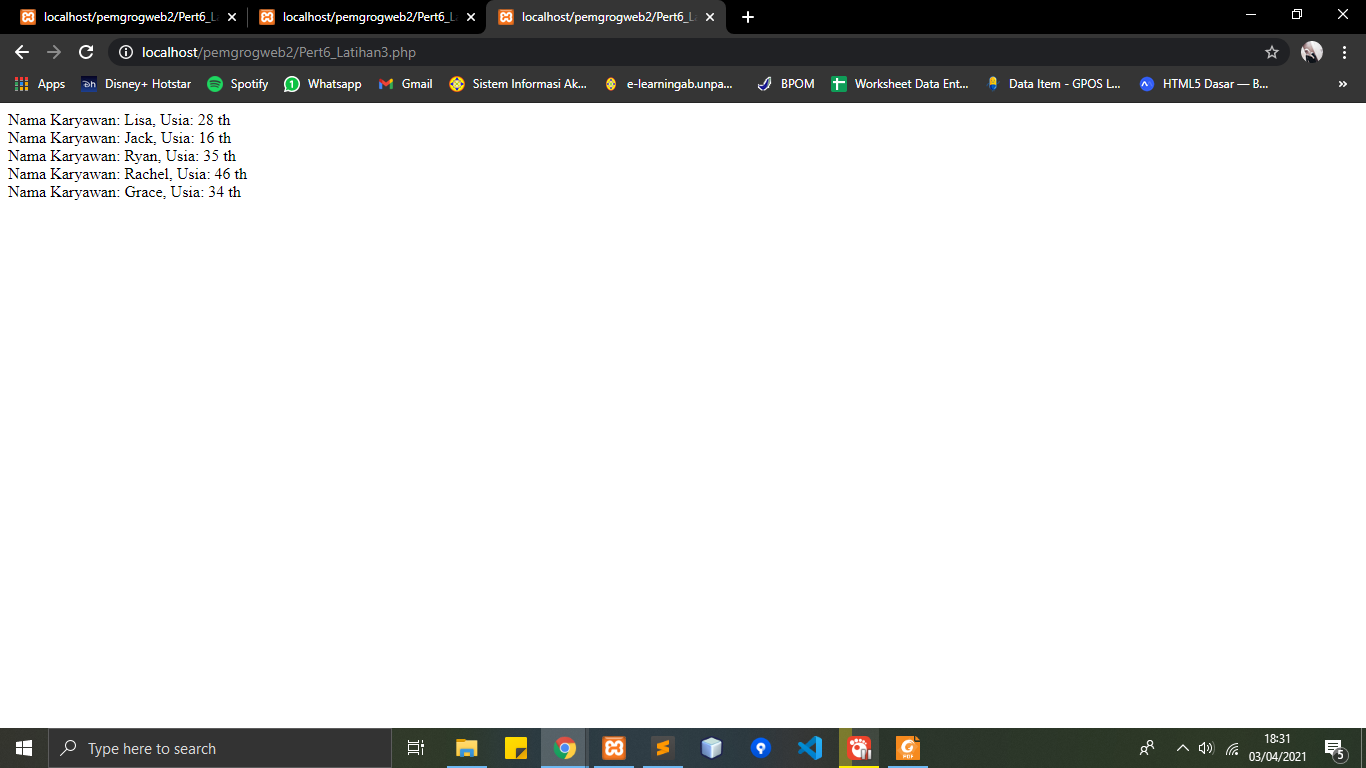 localhost/pemgrogweb2/Pert6_L
localhost/pemgrogweb2/Pert6_L
localhost/pemgrogweb2/Pert6_L
localhost/pemgrogweb2/Pert6_Latihan3.php
Apps Disney+ Hotstar Spotify Whatsapp Gmail Sistem Informasi Ak... e-learningab.unpa... BPOM Worksheet Data Ent... Data Item - GPOS L... HTML5 Dasar — B... »
Nama Karyawan: Lisa, Usia: 28 th
Nama Karyawan: Jack, Usia: 16 th
Nama Karyawan: Ryan, Usia: 35 th
Nama Karyawan: Rachel, Usia: 46 th
Nama Karyawan: Grace, Usia: 34 th
Type here to search
18:31
03/04/2021
5